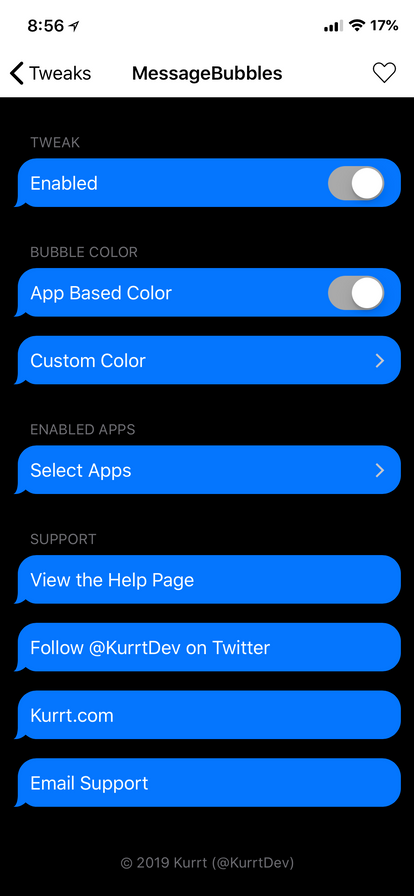 8:56 17%
Tweaks MessageBubbles
TWEAK
Enabled
BUBBLE COLOR
App Based Color
Custom Color
ENABLED APPS
Select Apps
SUPPORT
View the Help Page
Follow @KurrtDev on Twitter
Kurrt.com
Email Support
© 2019 Kurrt (@KurrtDev)